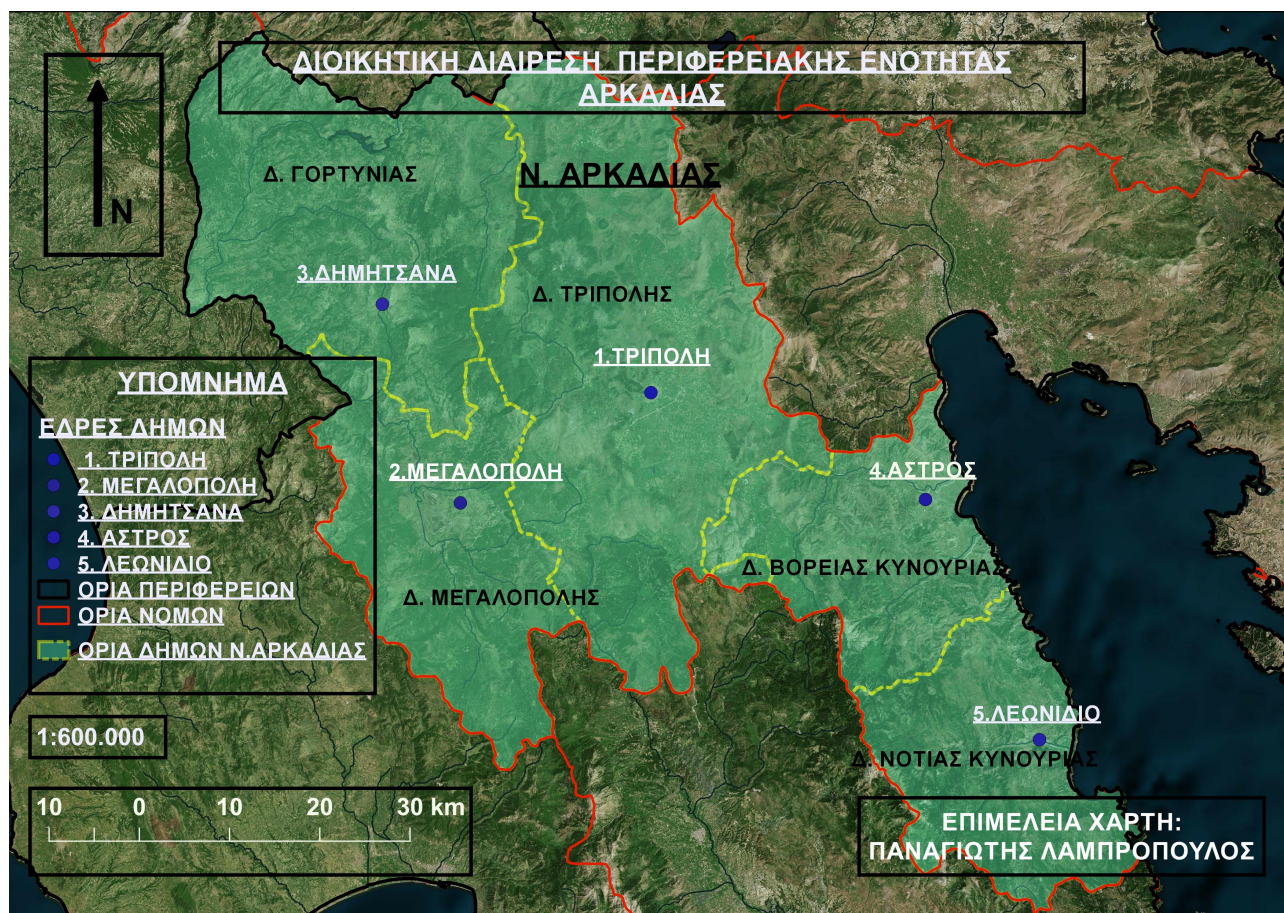 ΔΙΟΙΚΗΤΙΚΗ ΔΙΑΙΡΕΣΗ ΠΕΡΙΦΕΡΕΙΑΚΗΣ ΕΝΟΤΗΤΑΣ
ΑΡΚΑΔΙΑΣ
N
Δ. ΓΟΡΤΥΝΙΑΣ
Ν. ΑΡΚΑΔΙΑΣ
3.ΔΗΜΗΤΣΑΝΑ
Δ. ΤΡΙΠΟΛΗΣ
1.ΤΡΙΠΟΛΗ
2.ΜΕΓΑΛΟΠΟΛΗ
4.ΑΣΤΡΟΣ
Δ. ΒΟΡΕΙΑΣ ΚΥΝΟΥΡΙΑΣ
Δ. ΜΕΓΑΛΟΠΟΛΗΣ
5.ΛΕΩΝΙΔΙΟ
Δ. ΝΟΤΙΑΣ ΚΥΝΟΥΡΙΑΣ
ΥΠΟΜΝΗΜΑ
ΕΔΡΕΣ ΔΗΜΩΝ
1. ΤΡΙΠΟΛΗ
2. ΜΕΓΑΛΟΠΟΛΗ
3. ΔΗΜΗΤΣΑΝΑ
4. ΑΣΤΡΟΣ
5. ΛΕΩΝΙΔΙΟ
ΟΡΙΑ ΠΕΡΙΦΕΡΕΙΩΝ
ΟΡΙΑ ΝΟΜΩΝ
ΟΡΙΑ ΔΗΜΩΝ Ν.ΑΡΚΑΔΙΑΣ
1:600.000
10 0 10 20 30 km
ΕΠΙΜΕΛΕΙΑ ΧΑΡΤΗ:
ΠΑΝΑΓΙΩΤΗΣ ΛΑΜΠΡΟΠΟΥΛΟΣ